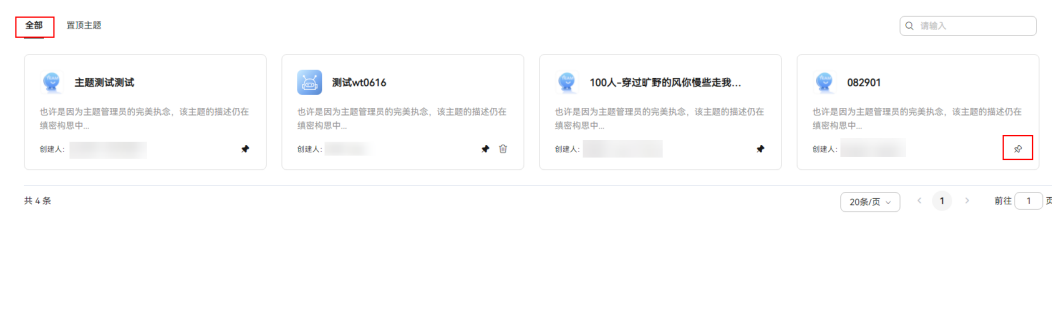 全部
置顶主题
请输入
主题测试测试
也许是因为主题管理员的完美执念，该主题的描述仍在
缜密构思中...
创建人:
测试wt0616
也许是因为主题管理员的完美执念，该主题的描述仍在
缜密构思中...
创建人:
100人-穿过旷野的风你慢些走我...
也许是因为主题管理员的完美执念，该主题的描述仍在
缜密构思中...
创建人:
082901
也许是因为主题管理员的完美执念，该主题的描述仍在
缜密构思中...
创建人:
共 4 条
20条/页
1
前往 1 页